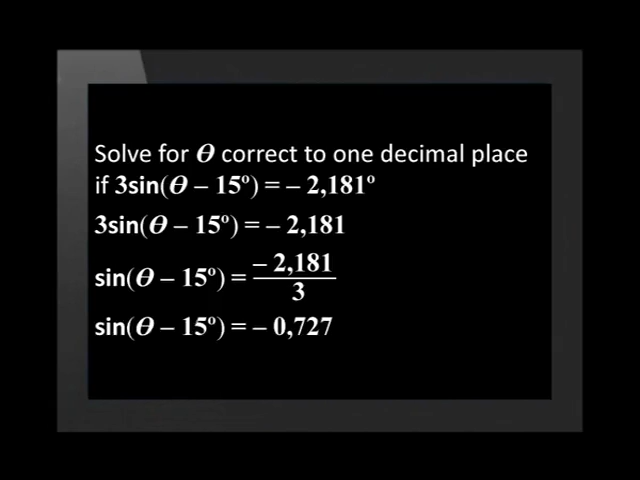 Solve for θ correct to one decimal place
if 3sin(θ – 15º) = – 2,181º
3sin(θ – 15º) = – 2,181
sin(θ – 15º) = – 2,181 / 3
sin(θ – 15º) = – 0,727